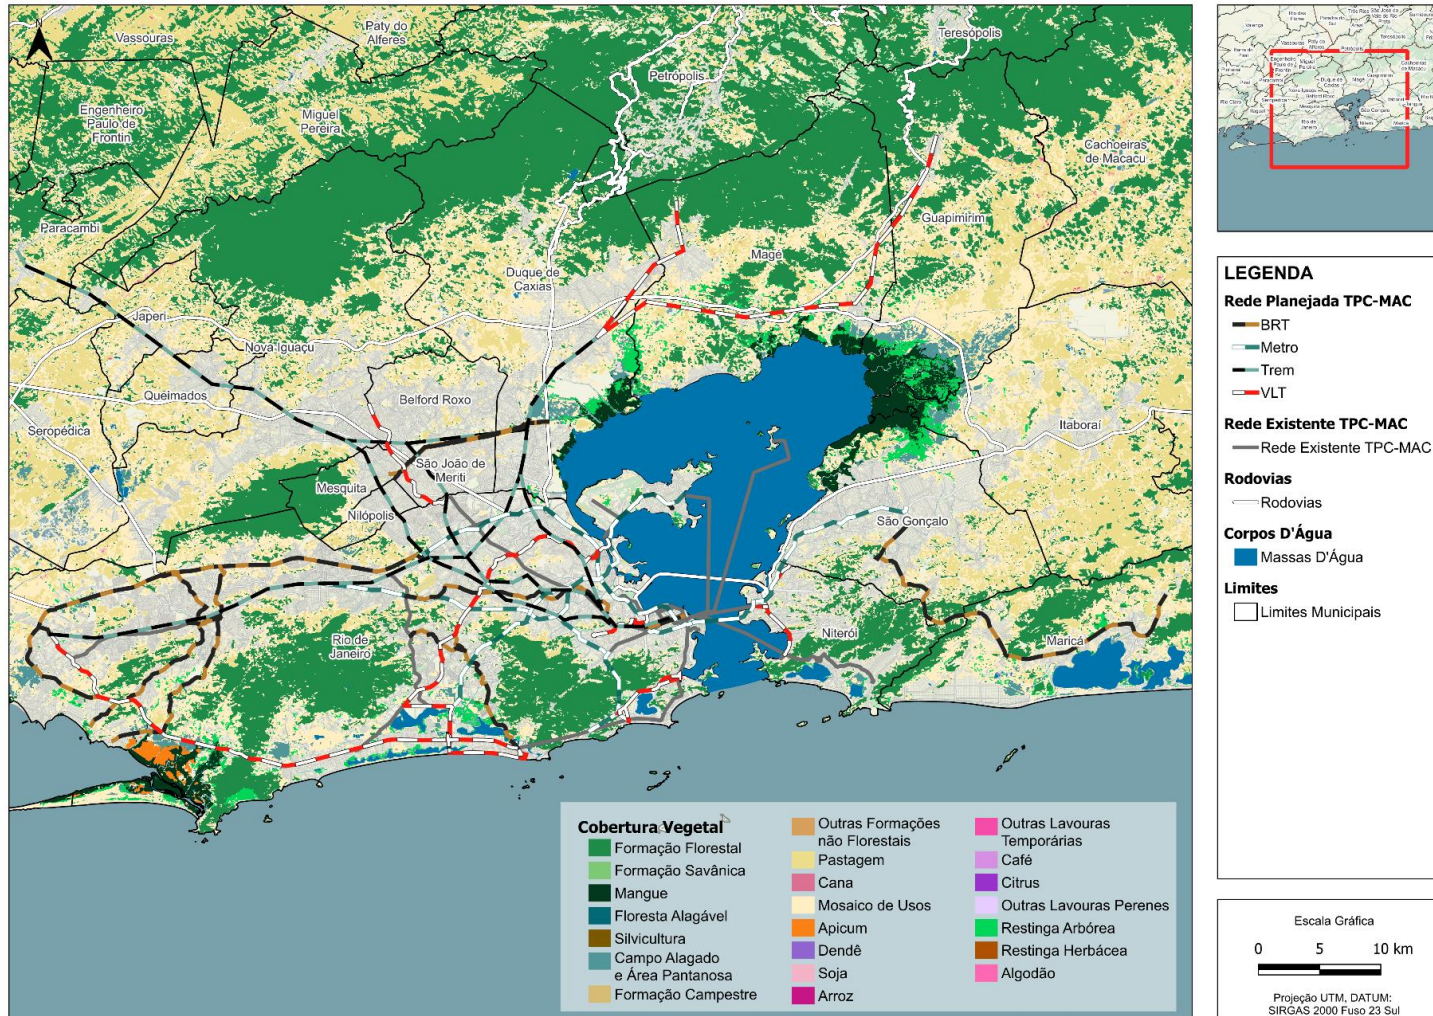 Vassouras
Paty do
Alferes
Teresópolis
Petrópolis
Engenheiro
Paulo de
Frontin
Miguel
Pereira
Cachoeiras
de Macacu
Paracambi
Guapimirim
Magé
Duque de
Caxias
Japeri
Nova Iguaçu
Queimados
Belford Roxo
Seropédica
Itaboraí
São João de
Meriti
Mesquita
Nilópolis
São Gonçalo
Rio de
Janeiro
Niterói
Maricá
Cobertura Vegetal
Formação Florestal
Formação Savânica
Mangue
Floresta Alagável
Silvicultura
Campo Alagado
e Área Pantanosa
Formação Campestre
Outras Formações
não Florestais
Pastagem
Cana
Mosaico de Usos
Apicum
Dendê
Soja
Arroz
Outras Lavouras
Temporárias
Café
Citrus
Outras Lavouras Perenes
Restinga Arbórea
Restinga Herbácea
Algodão
LEGENDA
Rede Planejada TPC-MAC
BRT
Metro
Trem
VLT
Rede Existente TPC-MAC
Rede Existente TPC-MAC
Rodovias
Rodovias
Corpos D'Água
Massas D'Água
Limites
Limites Municipais
Escala Gráfica
0 5 10 km
Projeção UTM, DATUM:
SIRGAS 2000 Fuso 23 Sul